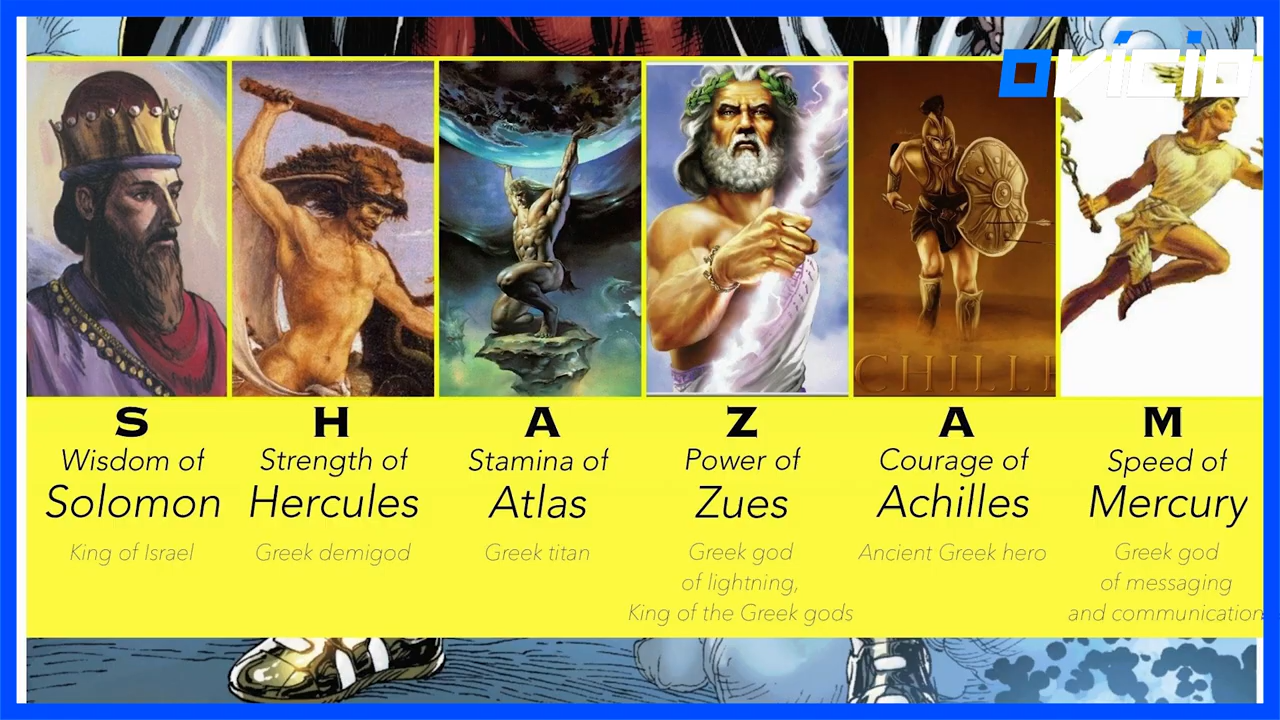 ovício
CHILLE
S
Wisdom of
Solomon
King of Israel
H
Strength of
Hercules
Greek demigod
A
Stamina of
Atlas
Greek titan
Z
Power of
Zues
Greek god
of lightning,
King of the Greek gods
A
Courage of
Achilles
Ancient Greek hero
M
Speed of
Mercury
Greek god
of messaging
and communication